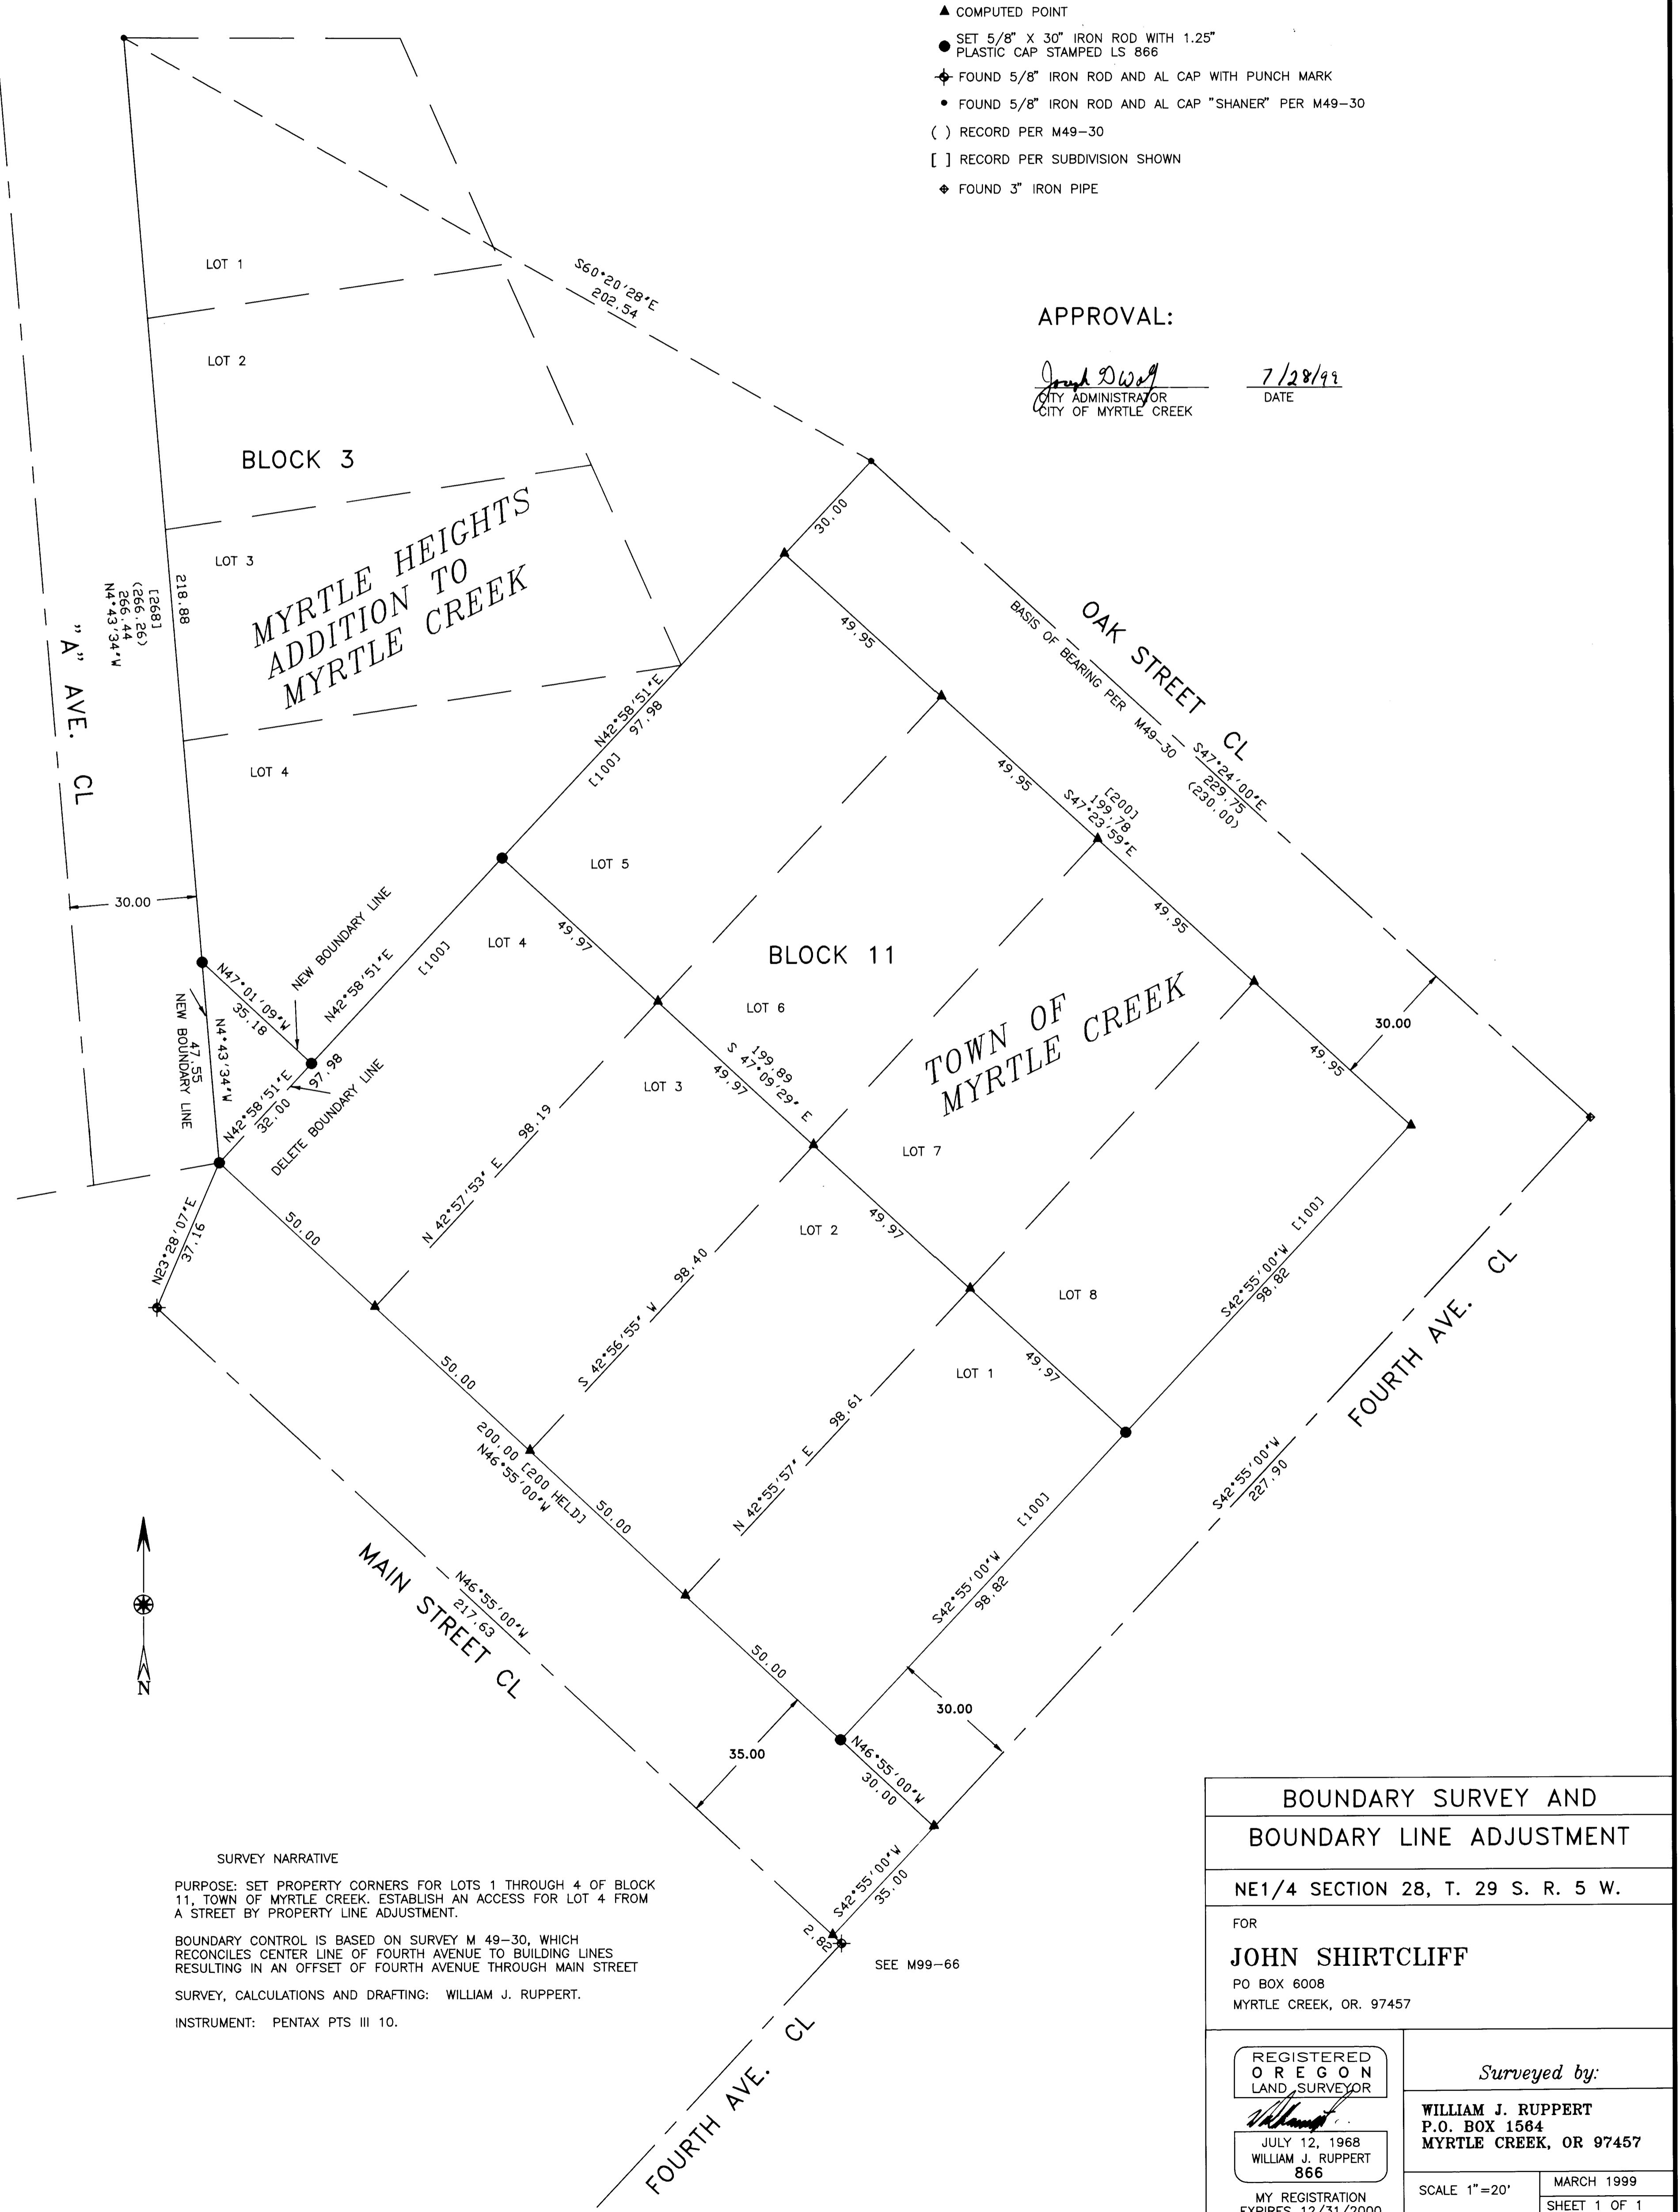 ▲ COMPUTED POINT
● SET 5/8" X 30" IRON ROD WITH 1.25"
PLASTIC CAP STAMPED LS 866
FOUND 5/8" IRON ROD AND AL CAP WITH PUNCH MARK
• FOUND 5/8" IRON ROD AND AL CAP "SHANER" PER M49-30
( ) RECORD PER M49-30
[ ] RECORD PER SUBDIVISION SHOWN
FOUND 3" IRON PIPE
APPROVAL:
7/28/99
CITY ADMINISTRATOR
CITY OF MYRTLE CREEK
DATE
LOT 1
S60°20'28"E
202.54
LOT 2
BLOCK 3
LOT 3
MYRTLE HEIGHTS
ADDITION TO
MYRTLE CREEK
218.88
[268]
(266.26)
266.44
N4°43'34"W
"A" AVE. CL
LOT 4
30.00
30.00
49.95
OAK STREET CL
BASIS OF BEARING PER M49-30
S47°24'00"E
229.75
(230.00)
N42°58'51"E
97.98
[100]
49.95
[200]
199.78
S47°23'59"E
LOT 5
49.95
LOT 4
49.97
BLOCK 11
NEW BOUNDARY LINE
N42°58'51"E
[100]
N47°01'09"W
35.18
NEW BOUNDARY LINE
47.55
N4°43'34"W
97.98
N42°58'51"E
32.00
DELETE BOUNDARY LINE
LOT 6
TOWN OF
MYRTLE CREEK
30.00
49.95
199.89
S 47°09'29" E
49.97
LOT 3
LOT 7
98.19
N 42°57'53" E
N23°28'07"E
37.16
50.00
LOT 2
49.97
[100]
S42°55'00"W
98.82
LOT 8
FOURTH AVE. CL
98.40
S 42°56'55" W
50.00
49.97
LOT 1
98.61
N 42°55'57" E
200.00 [200 HELD]
N46°55'00"W
50.00
[100]
S42°55'00"W
98.82
S42°55'00"W
227.90
MAIN STREET CL
N46°55'00"W
217.63
N
50.00
35.00
30.00
N46°55'00"W
30.00
S42°55'00"W
35.00
2.82
SEE M99-66
FOURTH AVE. CL
SURVEY NARRATIVE
PURPOSE: SET PROPERTY CORNERS FOR LOTS 1 THROUGH 4 OF BLOCK
11, TOWN OF MYRTLE CREEK. ESTABLISH AN ACCESS FOR LOT 4 FROM
A STREET BY PROPERTY LINE ADJUSTMENT.
BOUNDARY CONTROL IS BASED ON SURVEY M 49-30, WHICH
RECONCILES CENTER LINE OF FOURTH AVENUE TO BUILDING LINES
RESULTING IN AN OFFSET OF FOURTH AVENUE THROUGH MAIN STREET
SURVEY, CALCULATIONS AND DRAFTING: WILLIAM J. RUPPERT.
INSTRUMENT: PENTAX PTS III 10.
BOUNDARY SURVEY AND
BOUNDARY LINE ADJUSTMENT
NE1/4 SECTION 28, T. 29 S. R. 5 W.
FOR
JOHN SHIRTCLIFF
PO BOX 6008
MYRTLE CREEK, OR. 97457
REGISTERED
OREGON
LAND SURVEYOR
JULY 12, 1968
WILLIAM J. RUPPERT
866
MY REGISTRATION
EXPIRES 12/31/2000
Surveyed by:
WILLIAM J. RUPPERT
P.O. BOX 1564
MYRTLE CREEK, OR 97457
SCALE 1"=20'
MARCH 1999
SHEET 1 OF 1